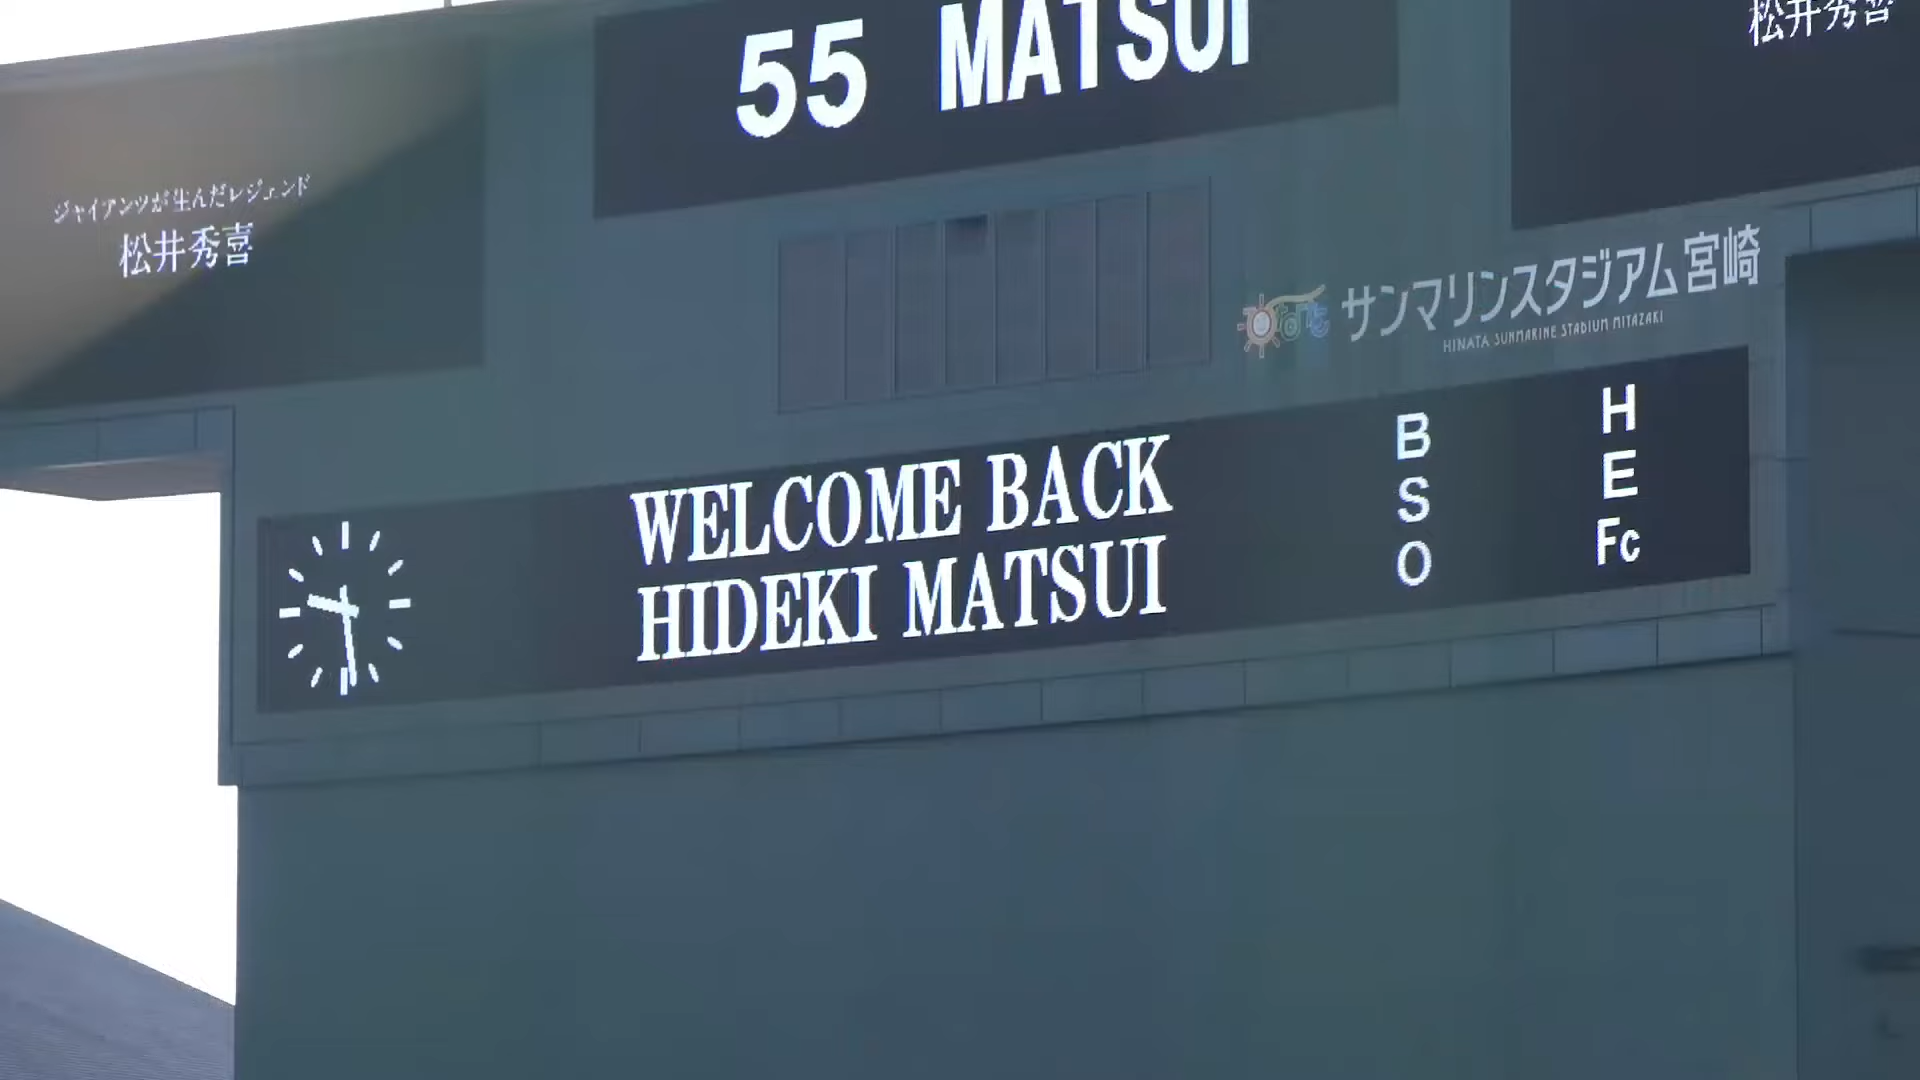 55 MATSUI
松井秀喜
ジャイアンツが生んだレジェンド
松井秀喜
サンマリンスタジアム宮崎
HINATA SUNMARINE STADIUM MIYAZAKI
WELCOME BACK
HIDEKI MATSUI
B
S
O
H
E
Fc